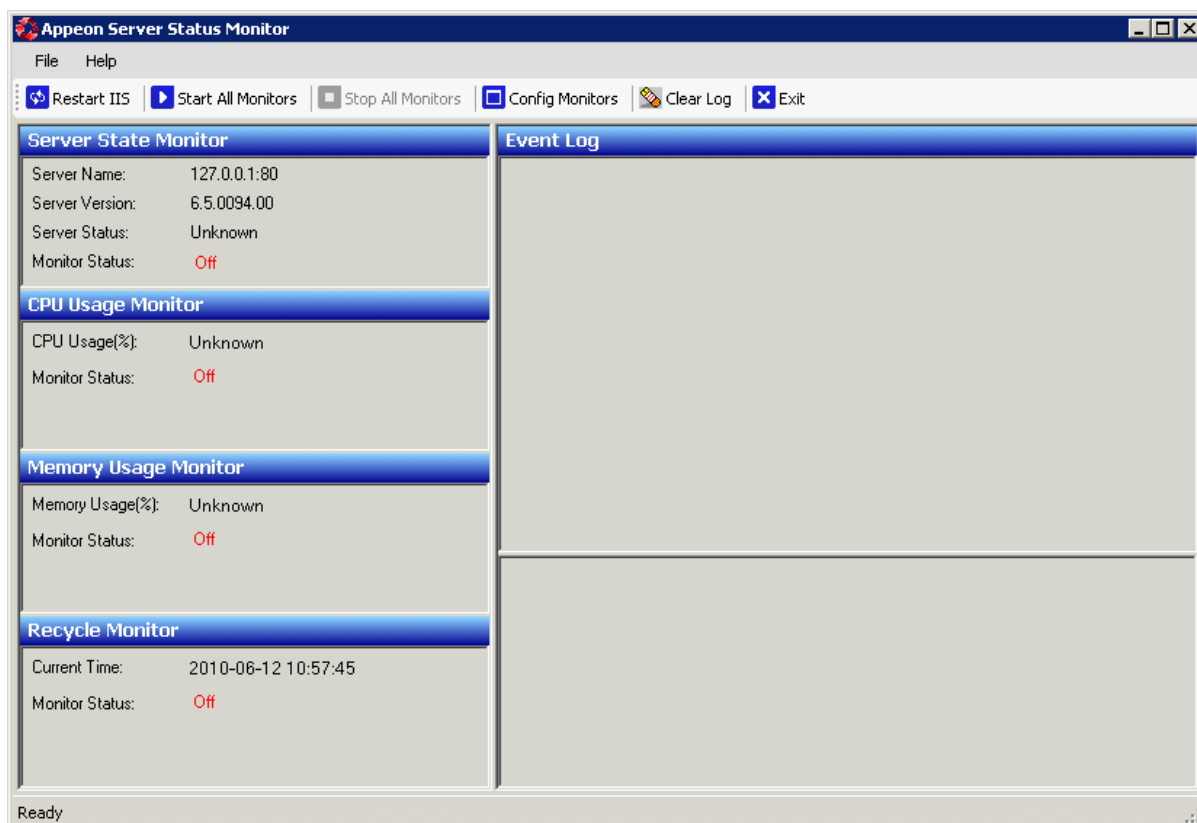 Appeon Server Status Monitor
File Help
Restart IIS Start All Monitors Stop All Monitors Config Monitors Clear Log Exit
Server State Monitor
Server Name: 127.0.0.1:80
Server Version: 6.5.0094.00
Server Status: Unknown
Monitor Status: Off
CPU Usage Monitor
CPU Usage(%): Unknown
Monitor Status: Off
Memory Usage Monitor
Memory Usage(%): Unknown
Monitor Status: Off
Recycle Monitor
Current Time: 2010-06-12 10:57:45
Monitor Status: Off
Event Log
Ready